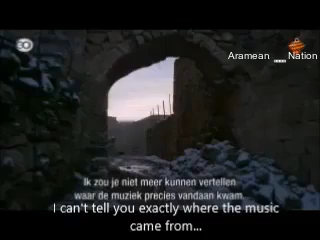 EO
Aramean Nation
Ik zou je niet meer kunnen vertellen
waar de muziek precies vandaan kwam.
I can't tell you exactly where the music
came from...